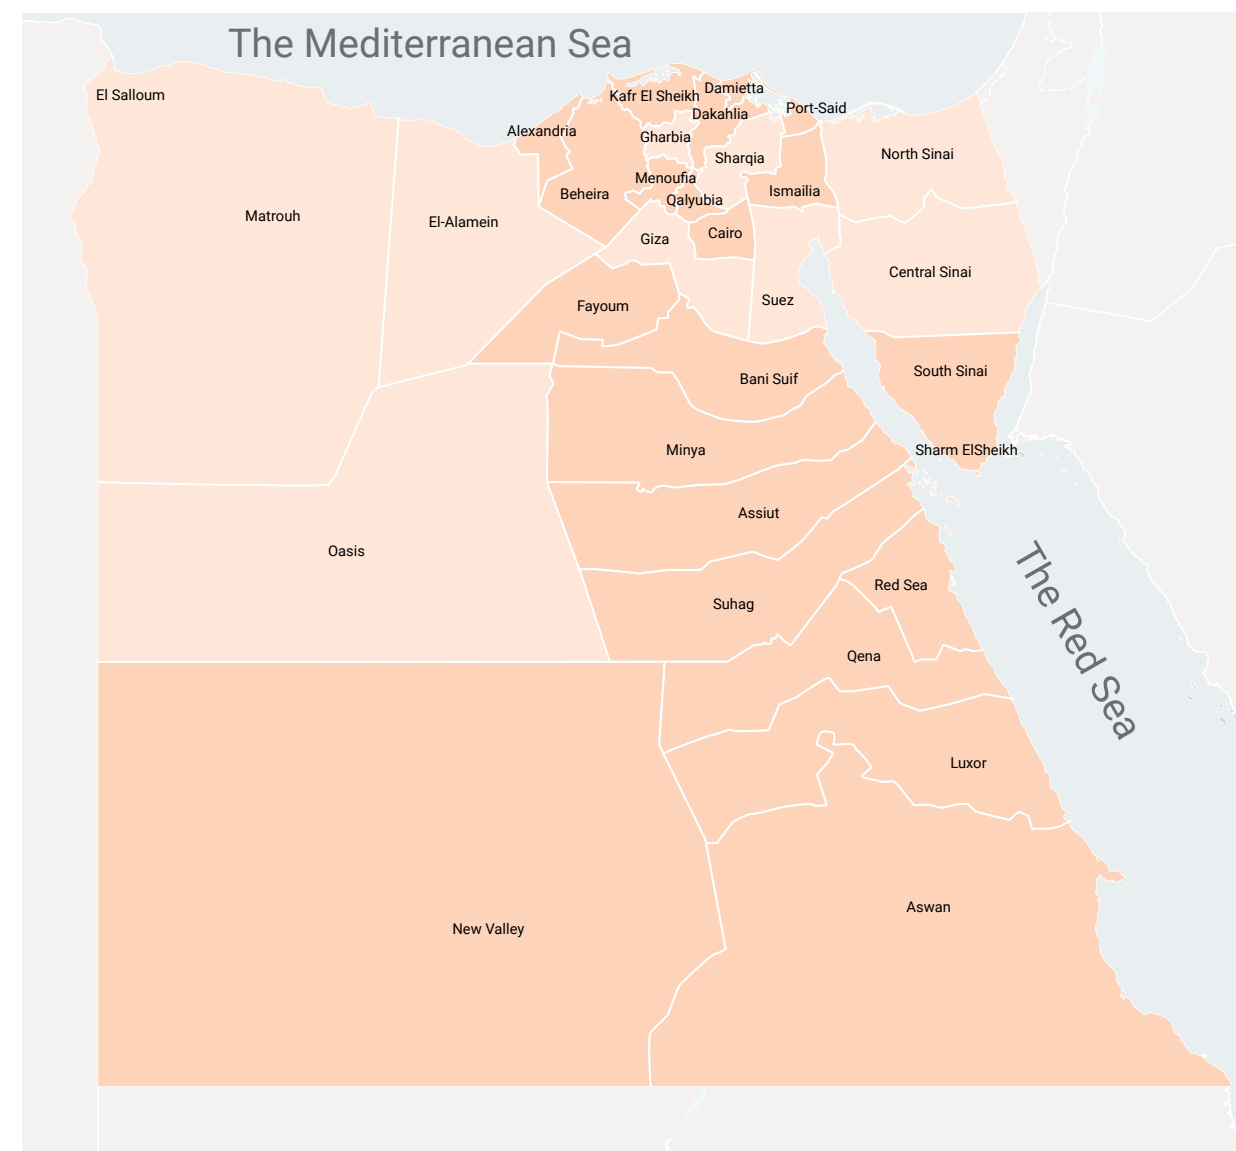 The Mediterranean Sea
El Salloum
Kafr El Sheikh
Damietta
Port-Said
Dakahlia
Alexandria
Gharbia
North Sinai
Sharqia
Menoufia
Ismailia
Beheira
Qalyubia
Matrouh
El-Alamein
Giza
Cairo
Central Sinai
Suez
Fayoum
South Sinai
Bani Suif
Minya
Sharm ElSheikh
Assiut
Oasis
Red Sea
Suhag
The Red Sea
Qena
Luxor
Aswan
New Valley